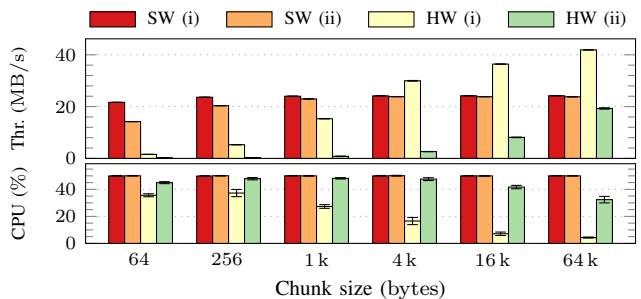 SW (i) SW (ii) HW (i) HW (ii)
Thr. (MB/s)
40
20
0
CPU (%)
40
20
0
64 256 1 k 4 k 16 k 64 k
Chunk size (bytes)